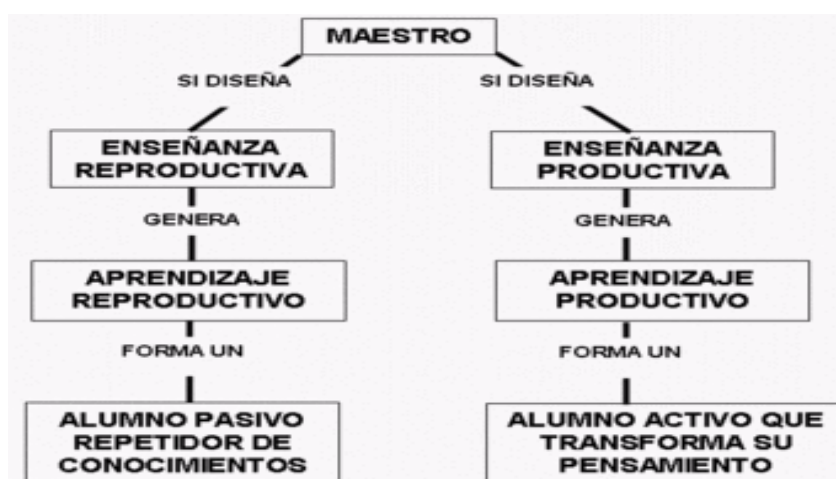 MAESTRO
SI DISEÑA
SI DISEÑA
ENSEÑANZA
REPRODUCTIVA
ENSEÑANZA
PRODUCTIVA
GENERA
GENERA
APRENDIZAJE
REPRODUCTIVO
APRENDIZAJE
PRODUCTIVO
FORMA UN
FORMA UN
ALUMNO PASIVO
REPETIDOR DE
CONOCIMIENTOS
ALUMNO ACTIVO QUE
TRANSFORMA SU
PENSAMIENTO